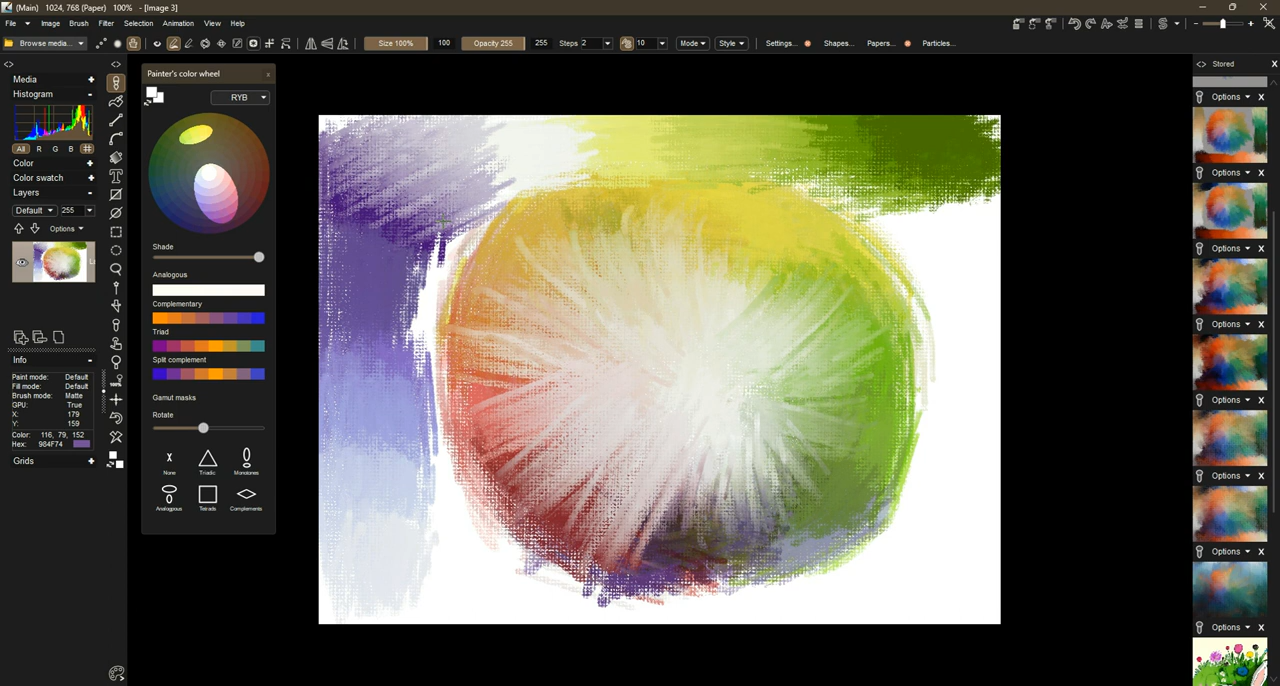 (Main) 1024, 768 (Paper) 100% - [Image 3]
File Image Brush Filter Selection Animation View Help
Browse media... Size 100% 100 Opacity 255 255 Steps 2 10 Mode Style Settings... Shapes... Papers... Particles...
Media +
Histogram -
All R G B #
Color +
Color swatch +
Layers -
Default 255
Options
Info -
Paint mode: Default
Fill mode: Default
Brush mode: Matte
GPU: True
X: 179
Y: 159
Color: 116, 79, 152
Hex: 984F74
Grids +
100%
Painter's color wheel x
RYB
Shade
Analogous
Complementary
Triad
Split complement
Gamut masks
Rotate
None Triadic Monotones
Analogous Tetrads Complements
Stored X
Options X
Options X
Options X
Options X
Options X
Options X
Options X
Options X